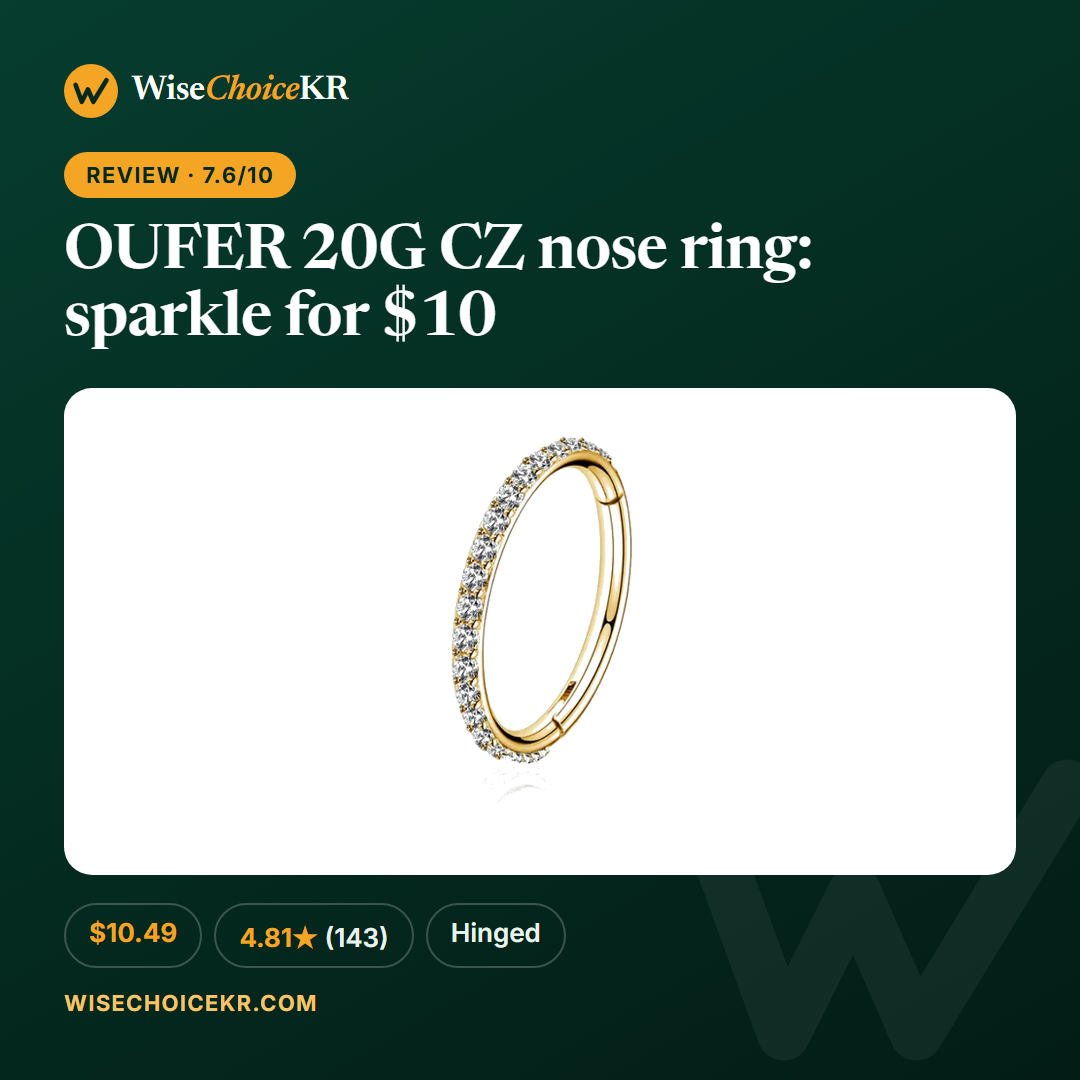 WiseChoiceKR
REVIEW · 7.6/10
OUFER 20G CZ nose ring:
sparkle for $10
$10.49
4.81★ (143)
Hinged
WISECHOICEKR.COM